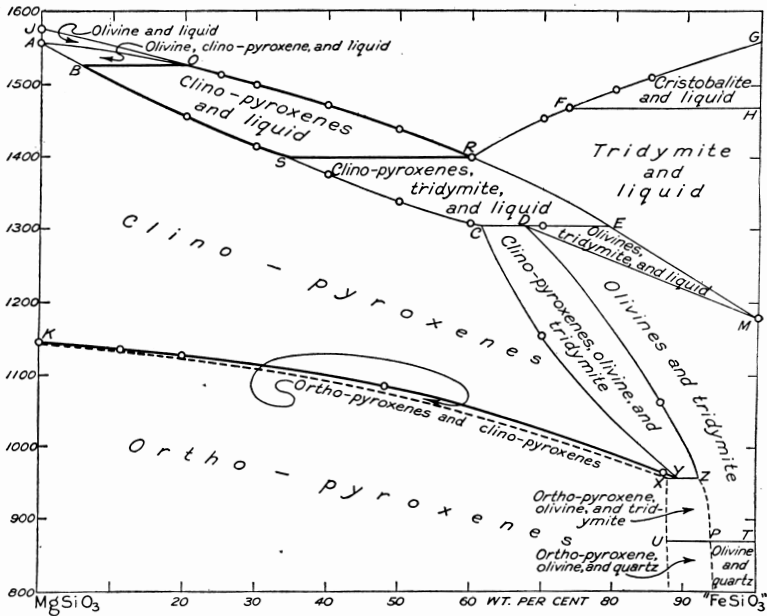 1600
J
Olivine and liquid
G
A
Olivine, clino-pyroxene, and liquid
B
O
1500
Clino-pyroxenes
and liquid
F
Cristobalite
and liquid
H
R
1400
S
Tridymite
and
liquid
Clino-pyroxenes,
tridymite,
and liquid
1300
C
D
E
Olivines,
tridymite, and liquid
Clino-pyroxenes
1200
M
Clino-pyroxenes, olivine, and
tridymite
Olivines and tridymite
K
1100
Ortho-pyroxenes and clino-pyroxenes
1000
Ortho-pyroxenes
X
Y
Z
900
Ortho-pyroxene,
olivine, and trid-
ymite
U
P
T
Ortho-pyroxene,
olivine, and quartz
Olivine
and
quartz
800
MgSiO3
20
30
40
50
60
WT. PER CENT
80
90
"FeSiO3"